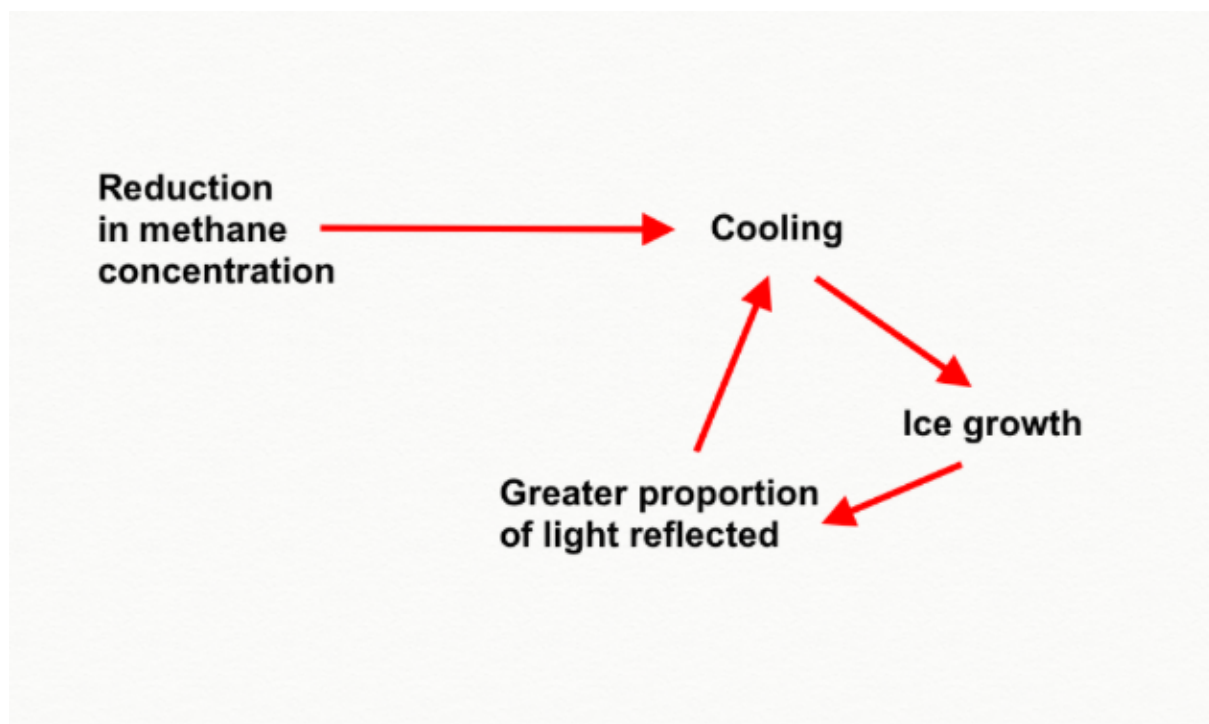 Reduction
in methane
concentration
Cooling
Ice growth
Greater proportion
of light reflected